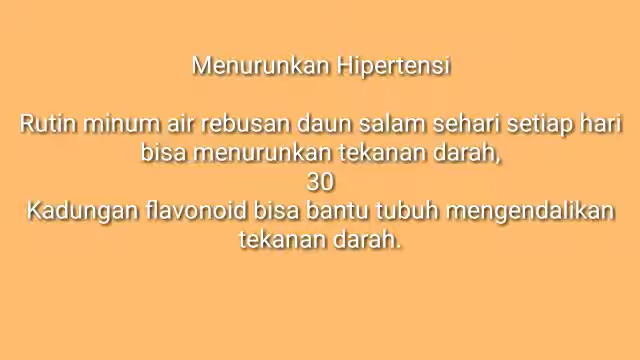 Menurunkan Hipertensi
Rutin minum air rebusan daun salam sehari setiap hari
bisa menurunkan tekanan darah,
30
Kadungan flavonoid bisa bantu tubuh mengendalikan
tekanan darah.